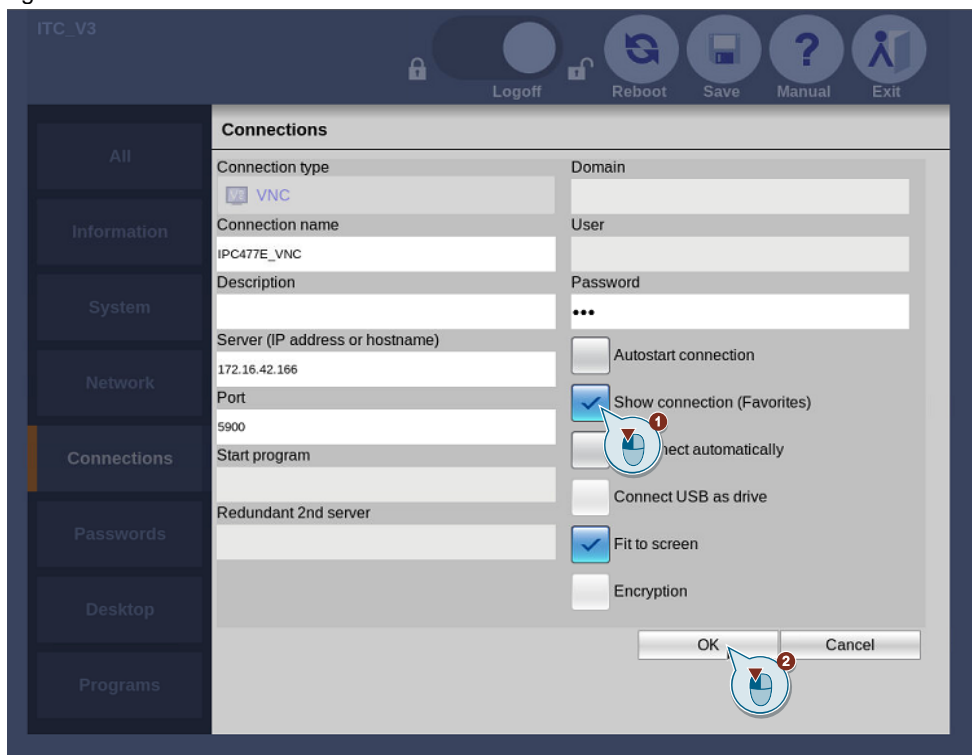 ITC_V3
Logoff
Reboot
Save
?
Manual
Exit
All
Information
System
Network
Connections
Passwords
Desktop
Programs
Connections
Connection type
VNC
Connection name
IPC477E_VNC
Description
Server (IP address or hostname)
172.16.42.166
Port
5900
Start program
Redundant 2nd server
Domain
User
Password
•••
Autostart connection
Show connection (Favorites)
1
automatically
Connect USB as drive
Fit to screen
Encryption
OK
Cancel
2